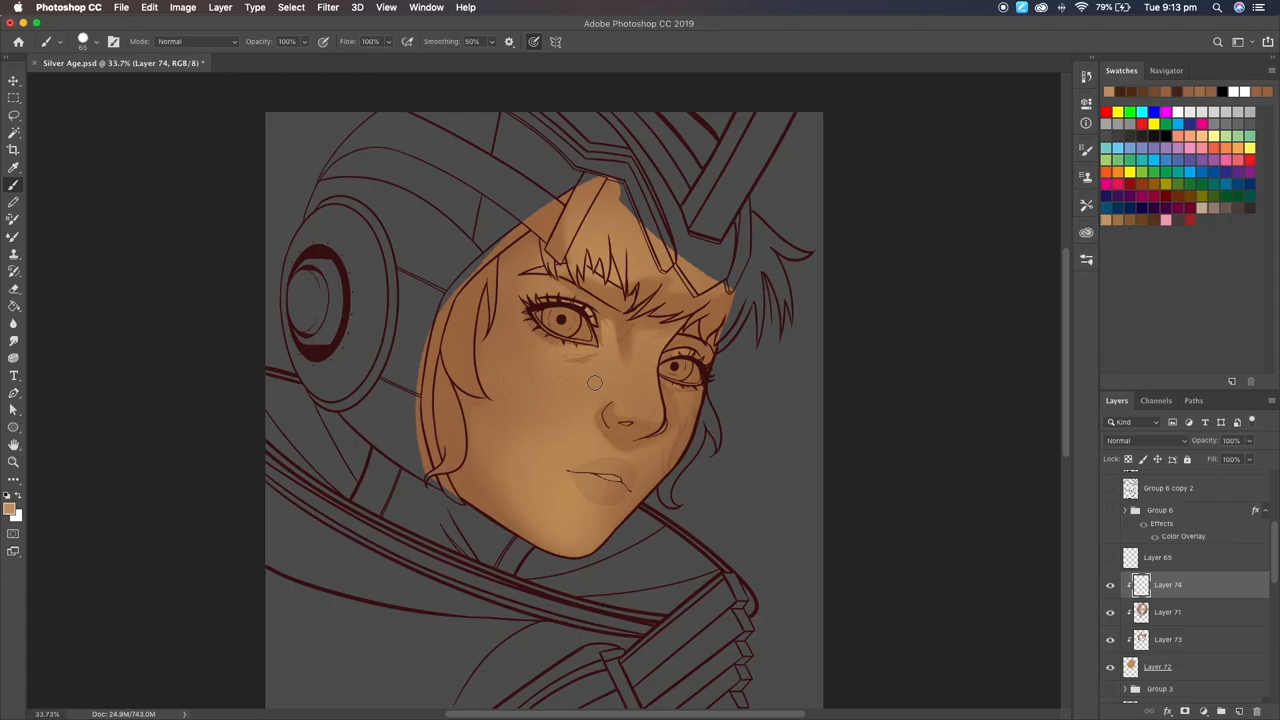 Photoshop CC File Edit Image Layer Type Select Filter 3D View Window Help 79% Tue 9:13 pm
Adobe Photoshop CC 2019
65 Mode: Normal Opacity: 100% Flow: 100% Smoothing: 50%
Silver Age.psd @ 33.7% (Layer 74, RGB/8) *
Swatches Navigator
Layers Channels Paths
Kind
Normal Opacity: 100%
Lock: Fill: 100%
Group 6 copy 2
Group 6 fx
Effects
Color Overlay
Layer 65
Layer 74
Layer 71
Layer 73
Layer 72
Group 3
33.73% Doc: 24.9M/743.0M